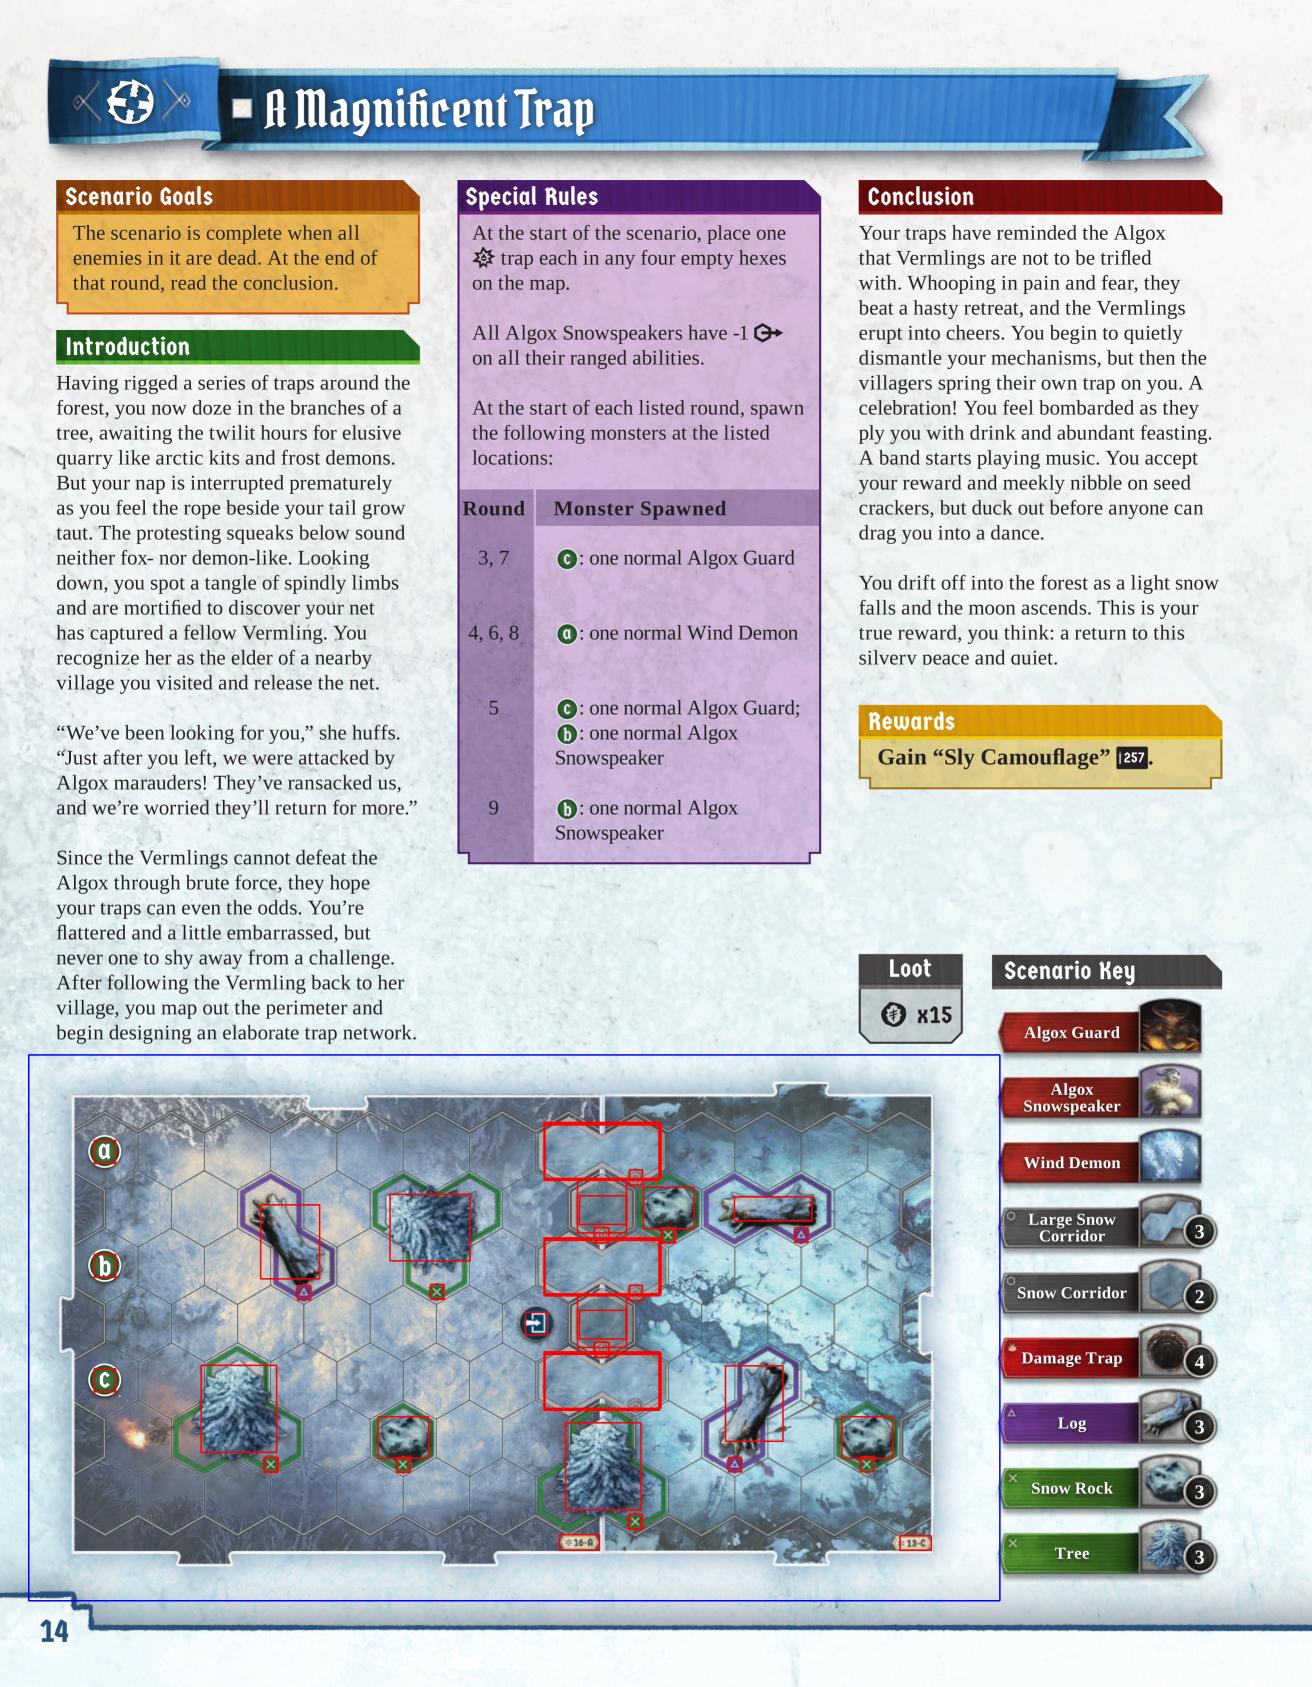 A Magnificent Trap
Scenario Goals
The scenario is complete when all
enemies in it are dead. At the end of
that round, read the conclusion.
Introduction
Having rigged a series of traps around the
forest, you now doze in the branches of a
tree, awaiting the twilit hours for elusive
quarry like arctic kits and frost demons.
But your nap is interrupted prematurely
as you feel the rope beside your tail grow
taut. The protesting squeaks below sound
neither fox- nor demon-like. Looking
down, you spot a tangle of spindly limbs
and are mortified to discover your net
has captured a fellow Vermling. You
recognize her as the elder of a nearby
village you visited and release the net.
“We’ve been looking for you,” she huffs.
“Just after you left, we were attacked by
Algox marauders! They’ve ransacked us,
and we’re worried they’ll return for more.”
Since the Vermlings cannot defeat the
Algox through brute force, they hope
your traps can even the odds. You’re
flattered and a little embarrassed, but
never one to shy away from a challenge.
After following the Vermling back to her
village, you map out the perimeter and
begin designing an elaborate trap network.
Special Rules
At the start of the scenario, place one
trap each in any four empty hexes
on the map.
All Algox Snowspeakers have -1
on all their ranged abilities.
At the start of each listed round, spawn
the following monsters at the listed
locations:
Round Monster Spawned
3, 7 c: one normal Algox Guard
4, 6, 8 a: one normal Wind Demon
5 c: one normal Algox Guard;
b: one normal Algox
Snowspeaker
9 b: one normal Algox
Snowspeaker
Conclusion
Your traps have reminded the Algox
that Vermlings are not to be trifled
with. Whooping in pain and fear, they
beat a hasty retreat, and the Vermlings
erupt into cheers. You begin to quietly
dismantle your mechanisms, but then the
villagers spring their own trap on you. A
celebration! You feel bombarded as they
ply you with drink and abundant feasting.
A band starts playing music. You accept
your reward and meekly nibble on seed
crackers, but duck out before anyone can
drag you into a dance.
You drift off into the forest as a light snow
falls and the moon ascends. This is your
true reward, you think: a return to this
silvery peace and quiet.
Rewards
Gain “Sly Camouflage” 257.
Loot
x15
Scenario Key
Algox Guard
Algox
Snowspeaker
Wind Demon
Large Snow
Corridor
3
Snow Corridor
2
Damage Trap
4
Log
3
Snow Rock
3
Tree
3
a
b
c
16-A
13-C
14